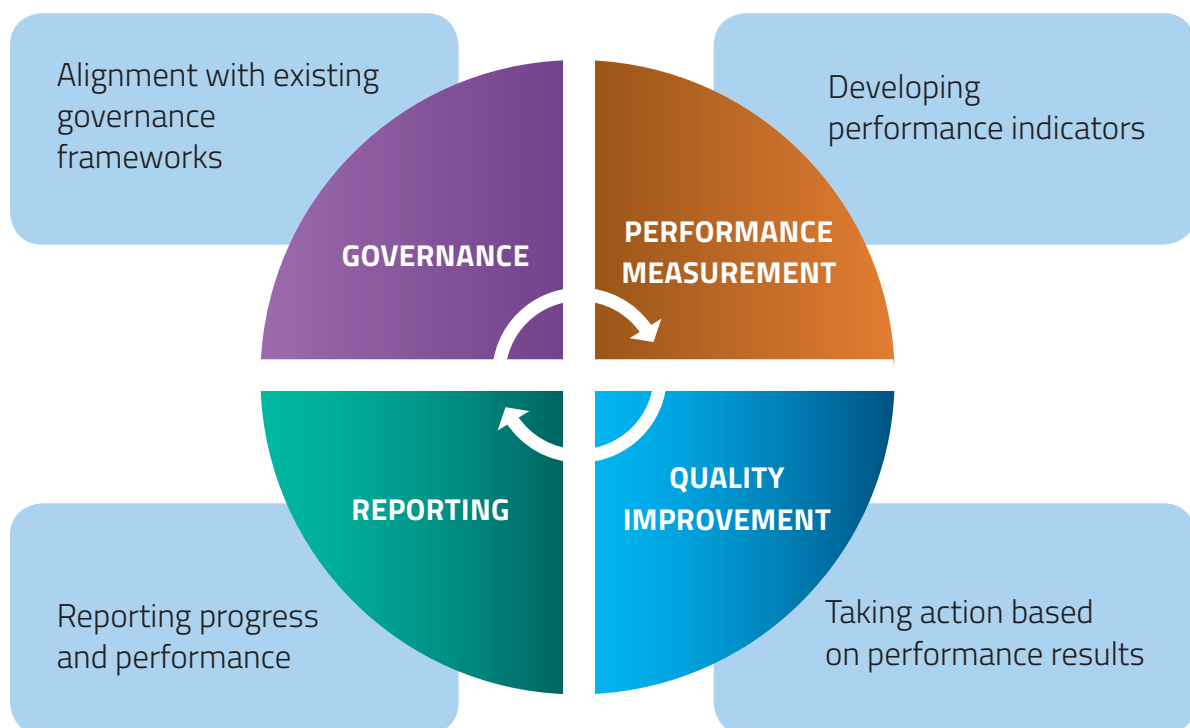 Alignment with existing
governance
frameworks
GOVERNANCE
Developing
performance indicators
PERFORMANCE
MEASUREMENT
Reporting progress
and performance
REPORTING
QUALITY
IMPROVEMENT
Taking action based
on performance results